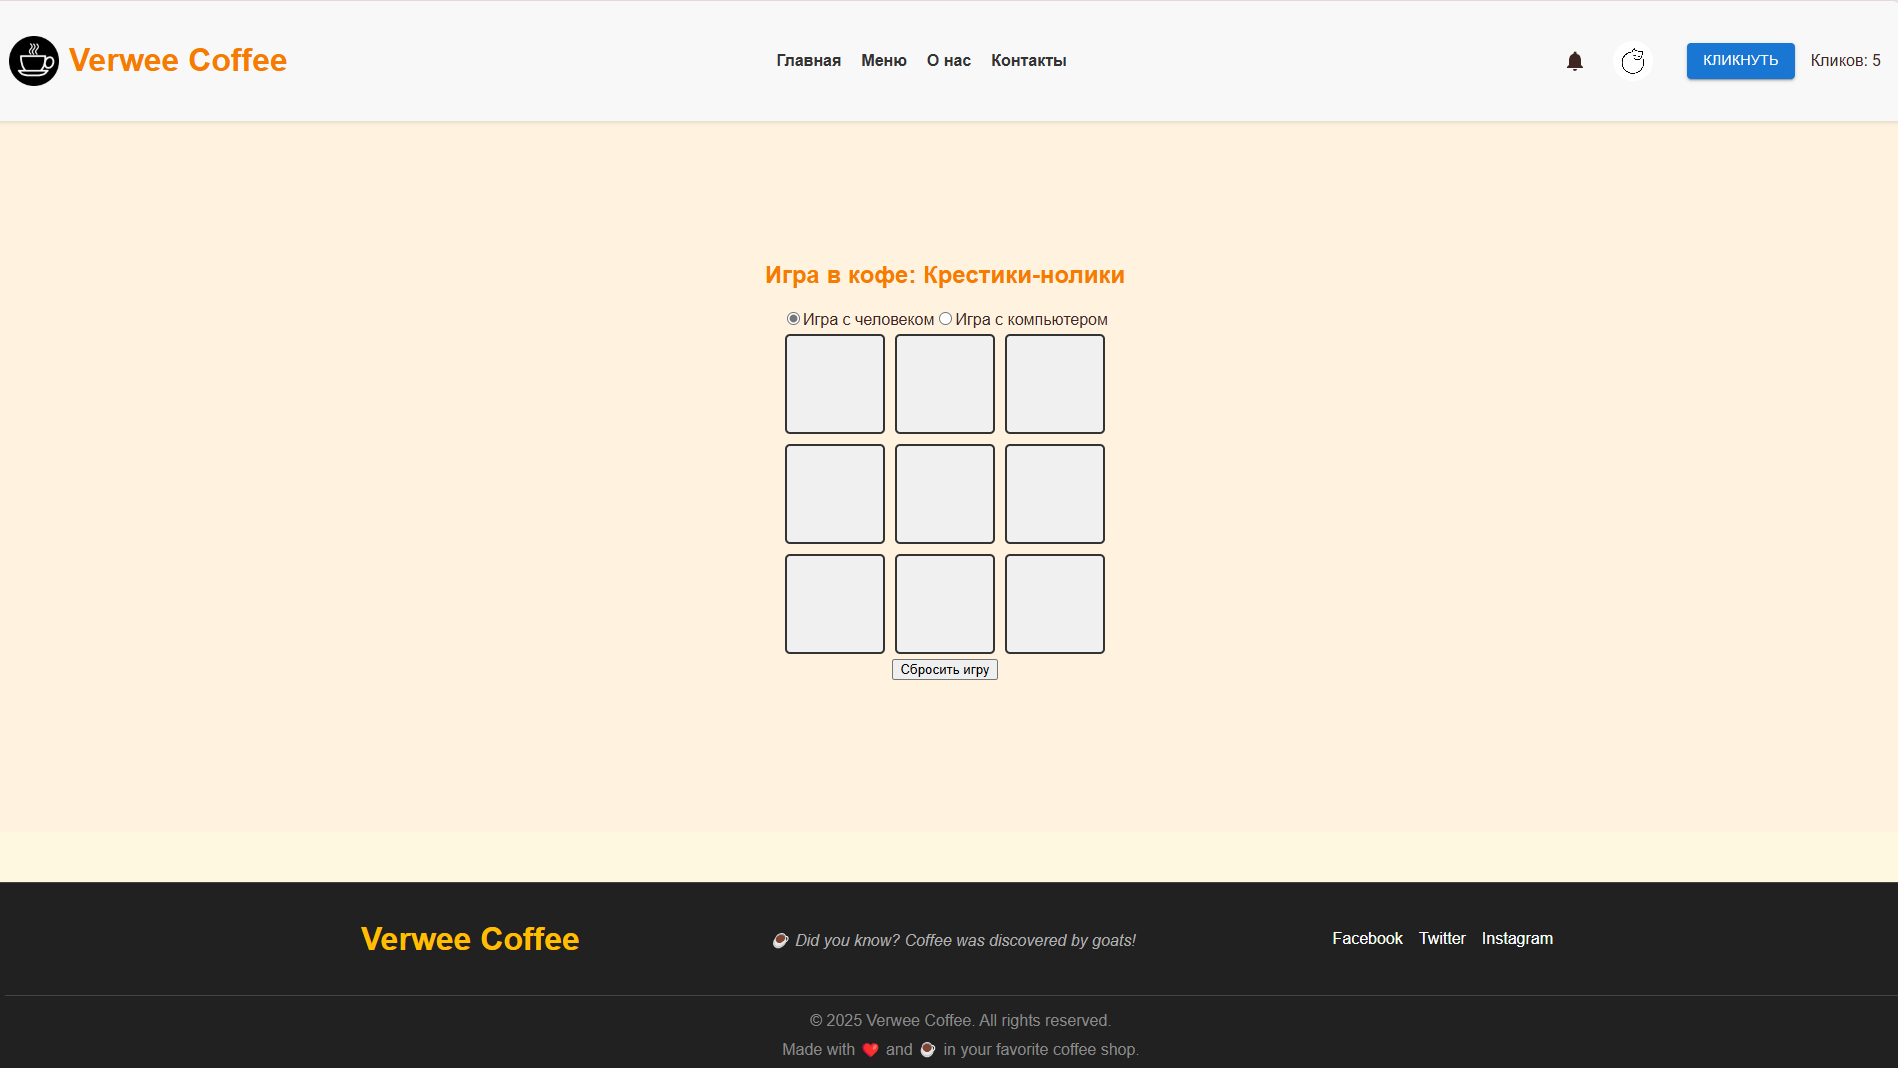 Verwee Coffee
Главная Меню О нас Контакты
КЛИКНУТЬ Кликов: 5
Игра в кофе: Крестики-нолики
Игра с человеком Игра с компьютером
Сбросить игру
Verwee Coffee
☕ Did you know? Coffee was discovered by goats!
Facebook Twitter Instagram
© 2025 Verwee Coffee. All rights reserved.
Made with ❤️ and ☕ in your favorite coffee shop.